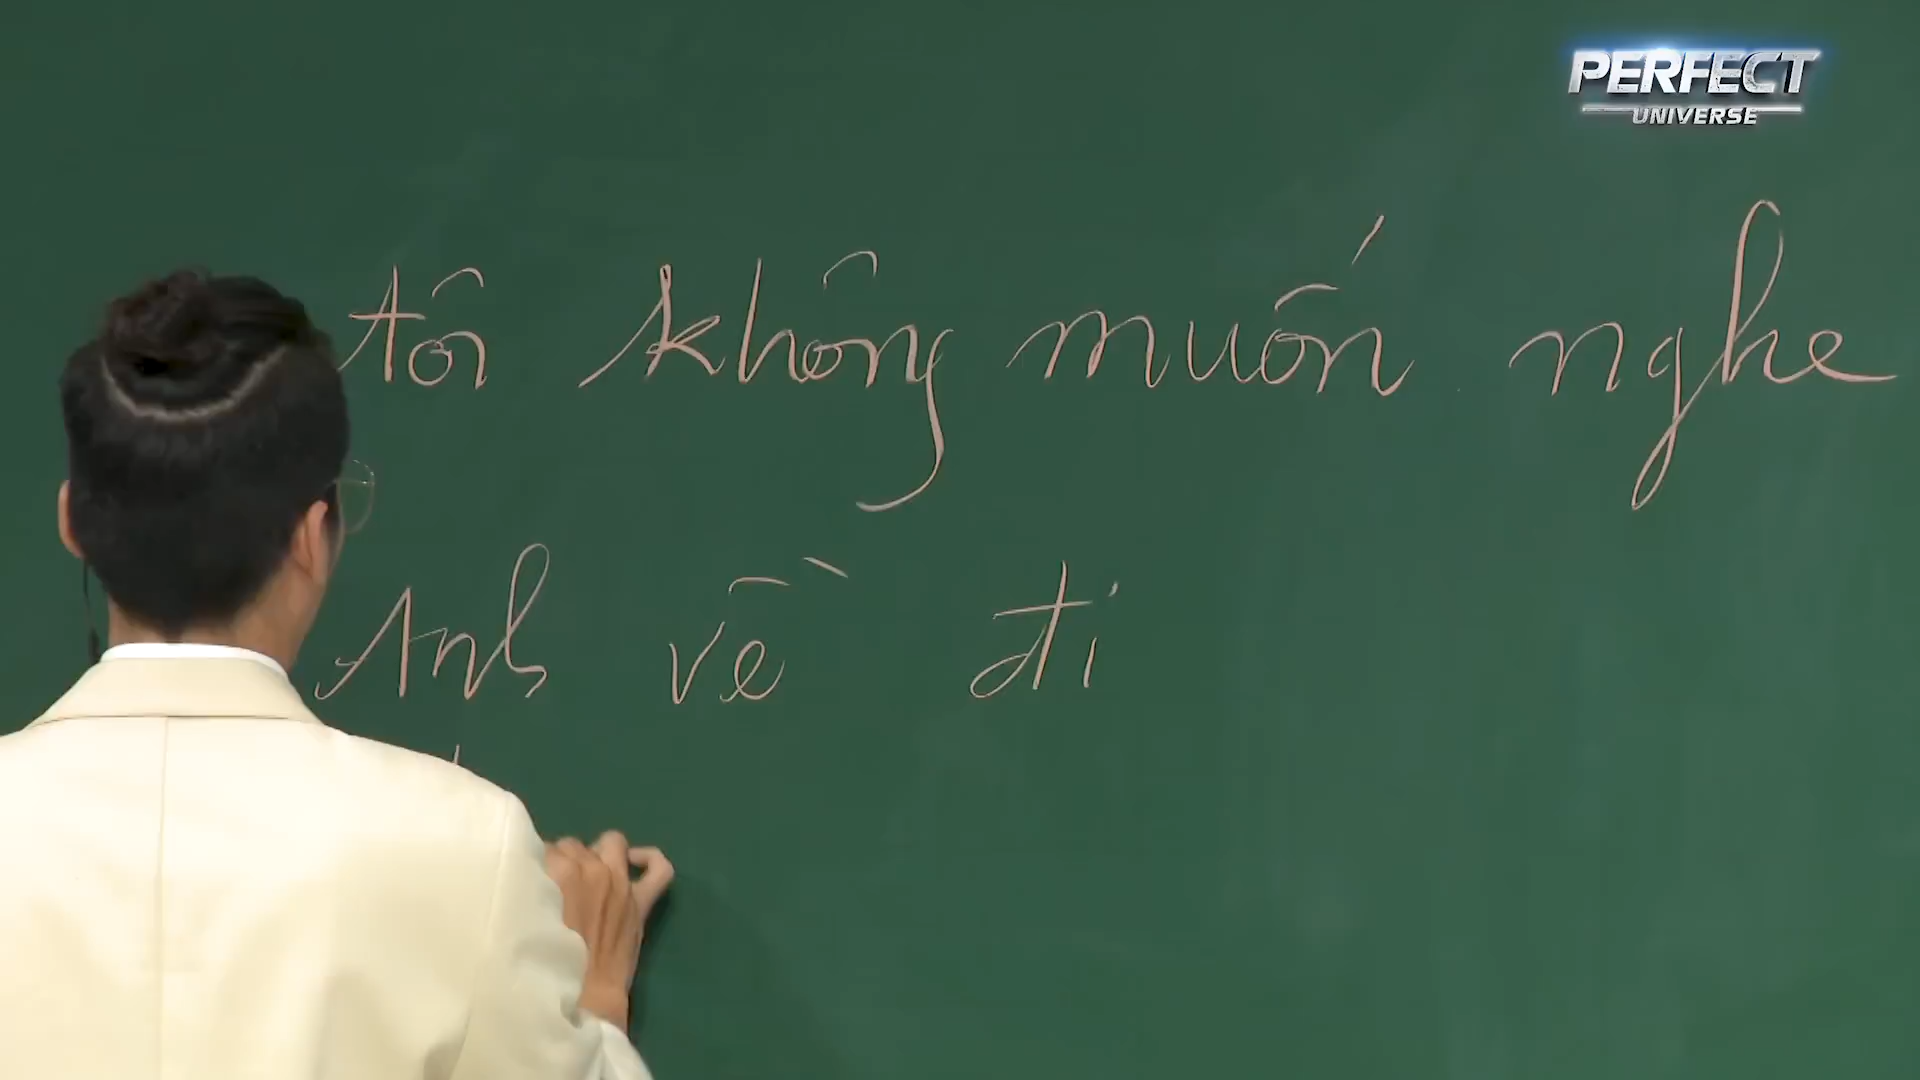 PERFECT
UNIVERSE
tôi không muốn nghe
Anh về đi